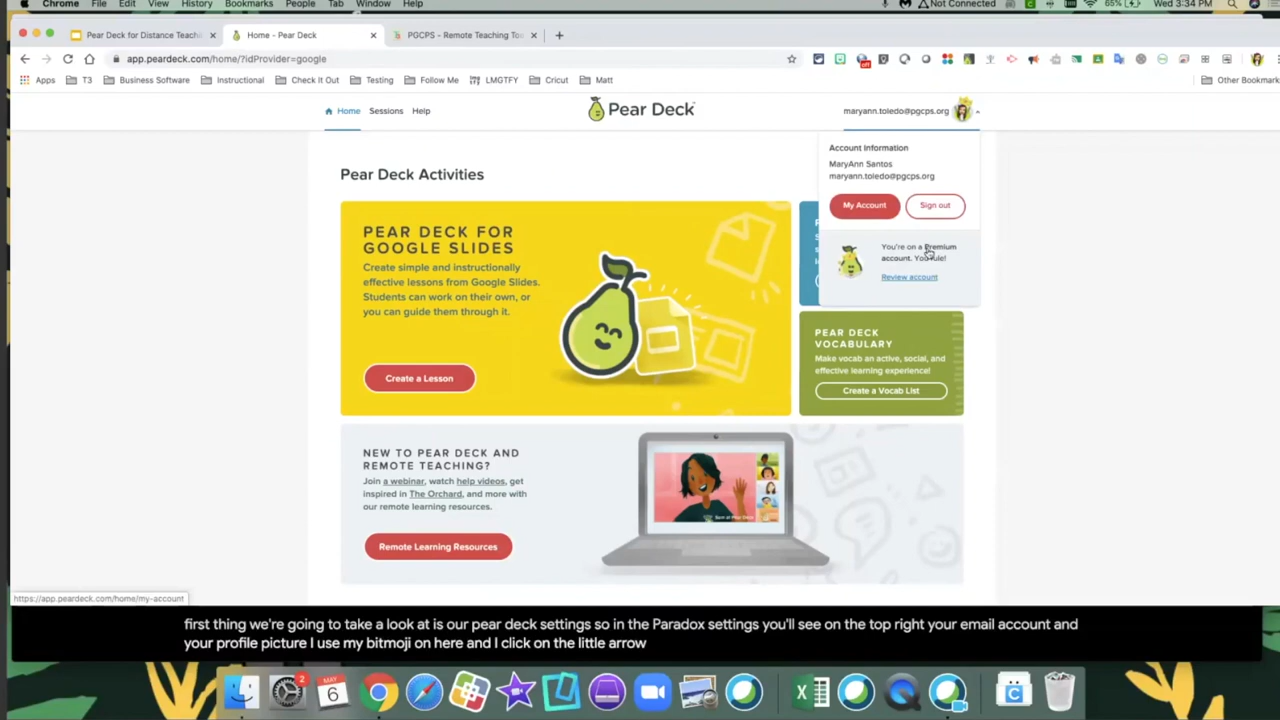 Chrome File Edit View History Bookmarks People Tab Window Help
Not Connected 65% Wed 3:34 PM
Pear Deck for Distance Teachi
Home - Pear Deck
PGCPS - Remote Teaching Too
app.peardeck.com/home/?idProvider=google
Apps T3 Business Software Instructional Check It Out Testing Follow Me LMGTFY Cricut Matt Other Bookmark
off
Home Sessions Help
Pear Deck
maryann.toledo@pgcps.org
Account Information
MaryAnn Santos
maryann.toledo@pgcps.org
My Account Sign out
You're on a Premium
account. You rule!
Review account
Pear Deck Activities
PEAR DECK FOR
GOOGLE SLIDES
Create simple and instructionally
effective lessons from Google Slides.
Students can work on their own, or
you can guide them through it.
Create a Lesson
PEAR DECK
VOCABULARY
Make vocab an active, social, and
effective learning experience!
Create a Vocab List
NEW TO PEAR DECK AND
REMOTE TEACHING?
Join a webinar, watch help videos, get
inspired in The Orchard, and more with
our remote learning resources.
Remote Learning Resources
https://app.peardeck.com/home/my-account
first thing we're going to take a look at is our pear deck settings so in the Paradox settings you'll see on the top right your email account and
your profile picture I use my bitmoji on here and I click on the little arrow
2
MAY
6